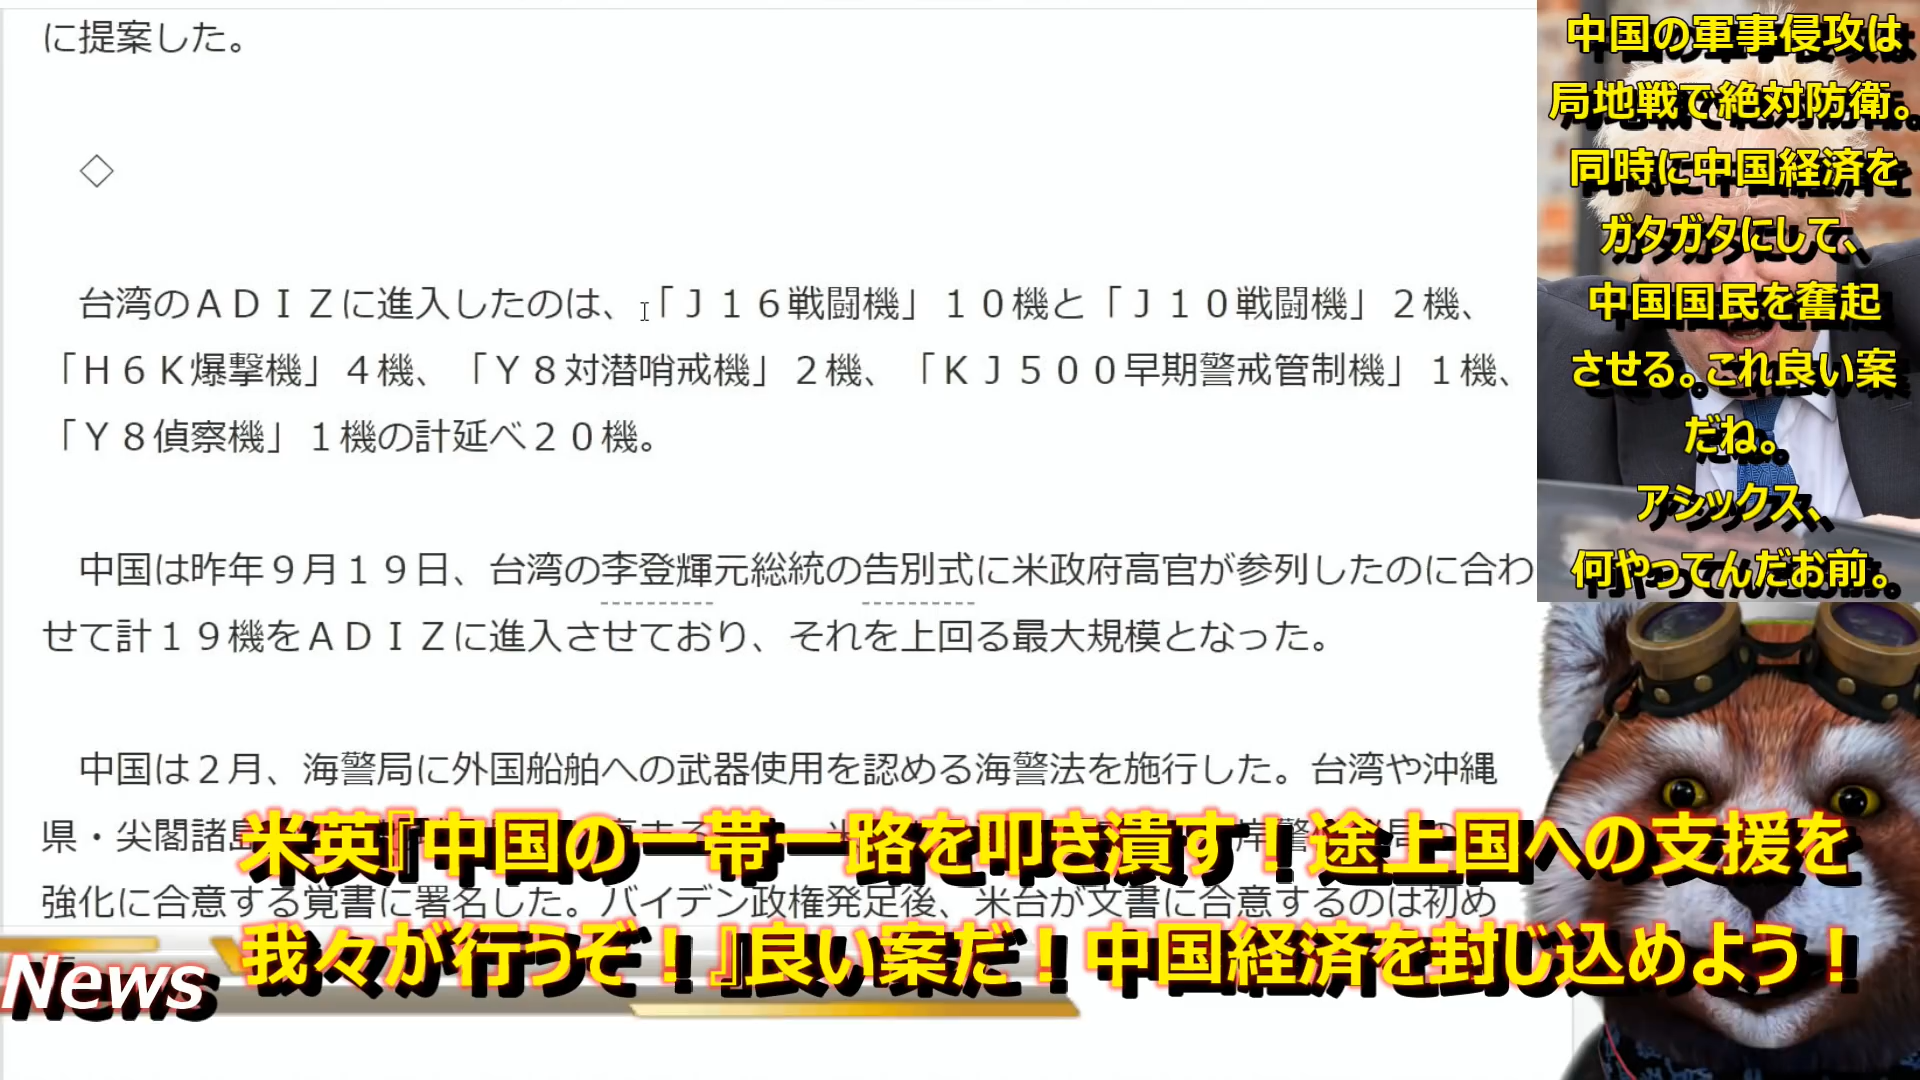 に提案した。
◇
台湾のＡＤＩＺに進入したのは、「Ｊ１６戦闘機」１０機と「Ｊ１０戦闘機」２機、
「Ｈ６Ｋ爆撃機」４機、「Ｙ８対潜哨戒機」２機、「ＫＪ５００早期警戒管制機」１機、
「Ｙ８偵察機」１機の計延べ２０機。
中国は昨年９月１９日、台湾の李登輝元総統の告別式に米政府高官が参列したのに合わ
せて計１９機をＡＤＩＺに進入させており、それを上回る最大規模となった。
中国は２月、海警局に外国船舶への武器使用を認める海警法を施行した。台湾や沖縄
県・尖閣諸島
強化に合意する覚書に署名した。バイデン政権発足後、米台が文書に合意するのは初め
中国の軍事侵攻は
局地戦で絶対防衛。
同時に中国経済を
ガタガタにして、
中国国民を奮起
させる。これ良い案
だね。
アシックス、
何やってんだお前。
米英『中国の一帯一路を叩き潰す！途上国への支援を
我々が行うぞ！』良い案だ！中国経済を封じ込めよう！
News